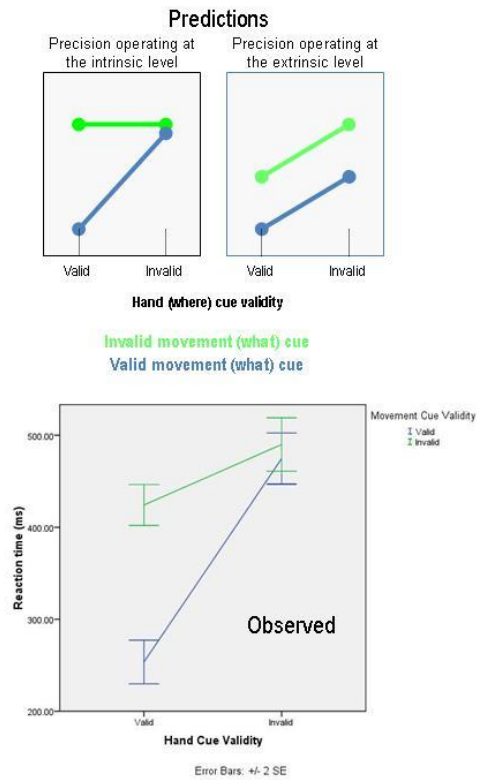 Predictions
Precision operating at
the intrinsic level
Precision operating at
the extrinsic level
Valid
Invalid
Valid
Invalid
Hand (where) cue validity
Invalid movement (what) cue
Valid movement (what) cue
Movement Cue Validity
Valid
Invalid
500.00
400.00
300.00
200.00
Reaction time (ms)
Observed
Valid
Invalid
Hand Cue Validity
Error Bars: +/- 2 SE